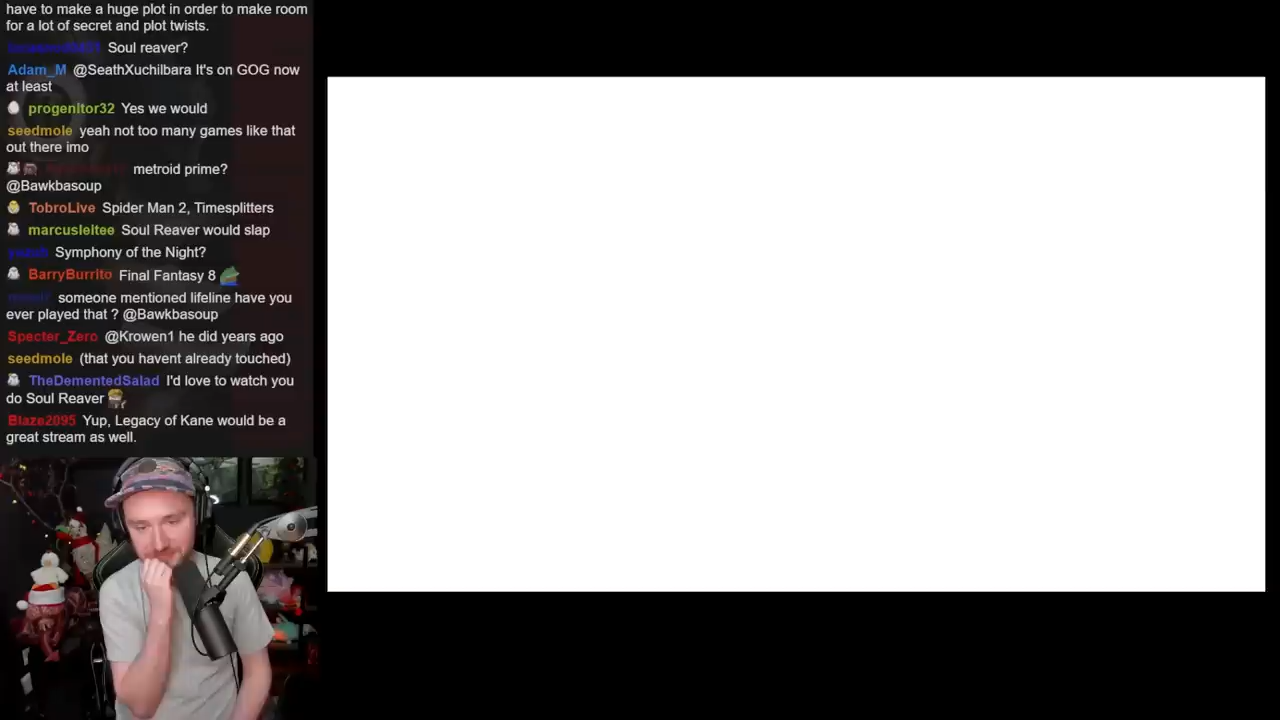 have to make a huge plot in order to make room
for a lot of secret and plot twists.
Soul reaver?
Adam_M @SeathXuchilbara It's on GOG now
at least
progenitor32 Yes we would
seedmole yeah not too many games like that
out there imo
metroid prime?
@Bawkbasoup
TobroLive Spider Man 2, Timesplitters
marcusleitee Soul Reaver would slap
Symphony of the Night?
BarryBurrito Final Fantasy 8
someone mentioned lifeline have you
ever played that ? @Bawkbasoup
Specter_Zero @Krowen1 he did years ago
seedmole (that you havent already touched)
TheDementedSalad I'd love to watch you
do Soul Reaver
Blaze2095 Yup, Legacy of Kane would be a
great stream as well.